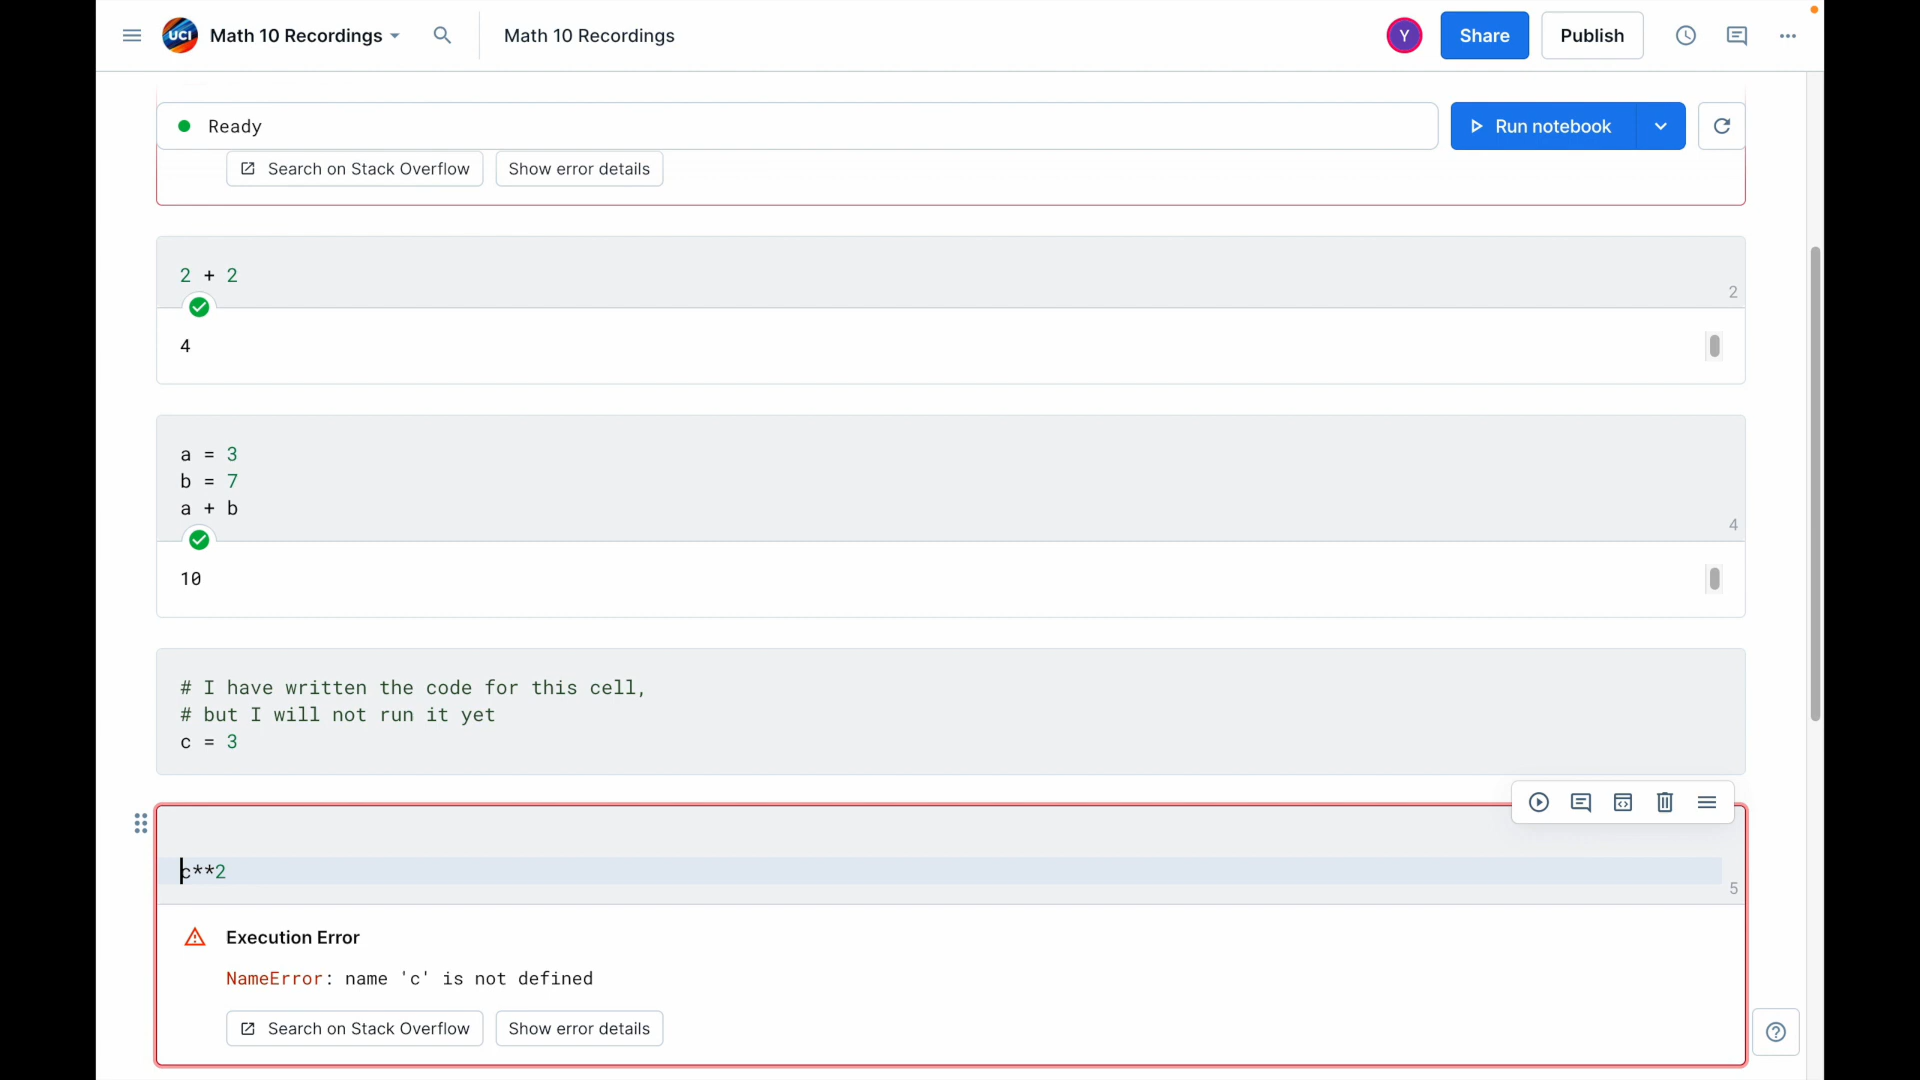 UCI Math 10 Recordings
Math 10 Recordings
Y
Share
Publish
Ready
Run notebook
Search on Stack Overflow
Show error details
2 + 2
2
4
a = 3
b = 7
a + b
4
10
# I have written the code for this cell,
# but I will not run it yet
c = 3
c**2
5
Execution Error
NameError: name 'c' is not defined
Search on Stack Overflow
Show error details